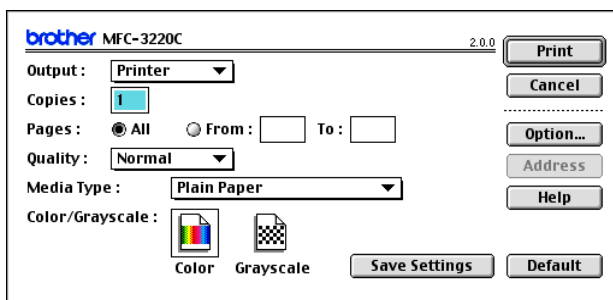 brother MFC-3220C 2.0.0
Print
Output : Printer
Cancel
Copies : 1
Pages : All From : To :
Option...
Quality : Normal
Address
Media Type : Plain Paper
Help
Color/Grayscale :
Color Grayscale
Save Settings Default